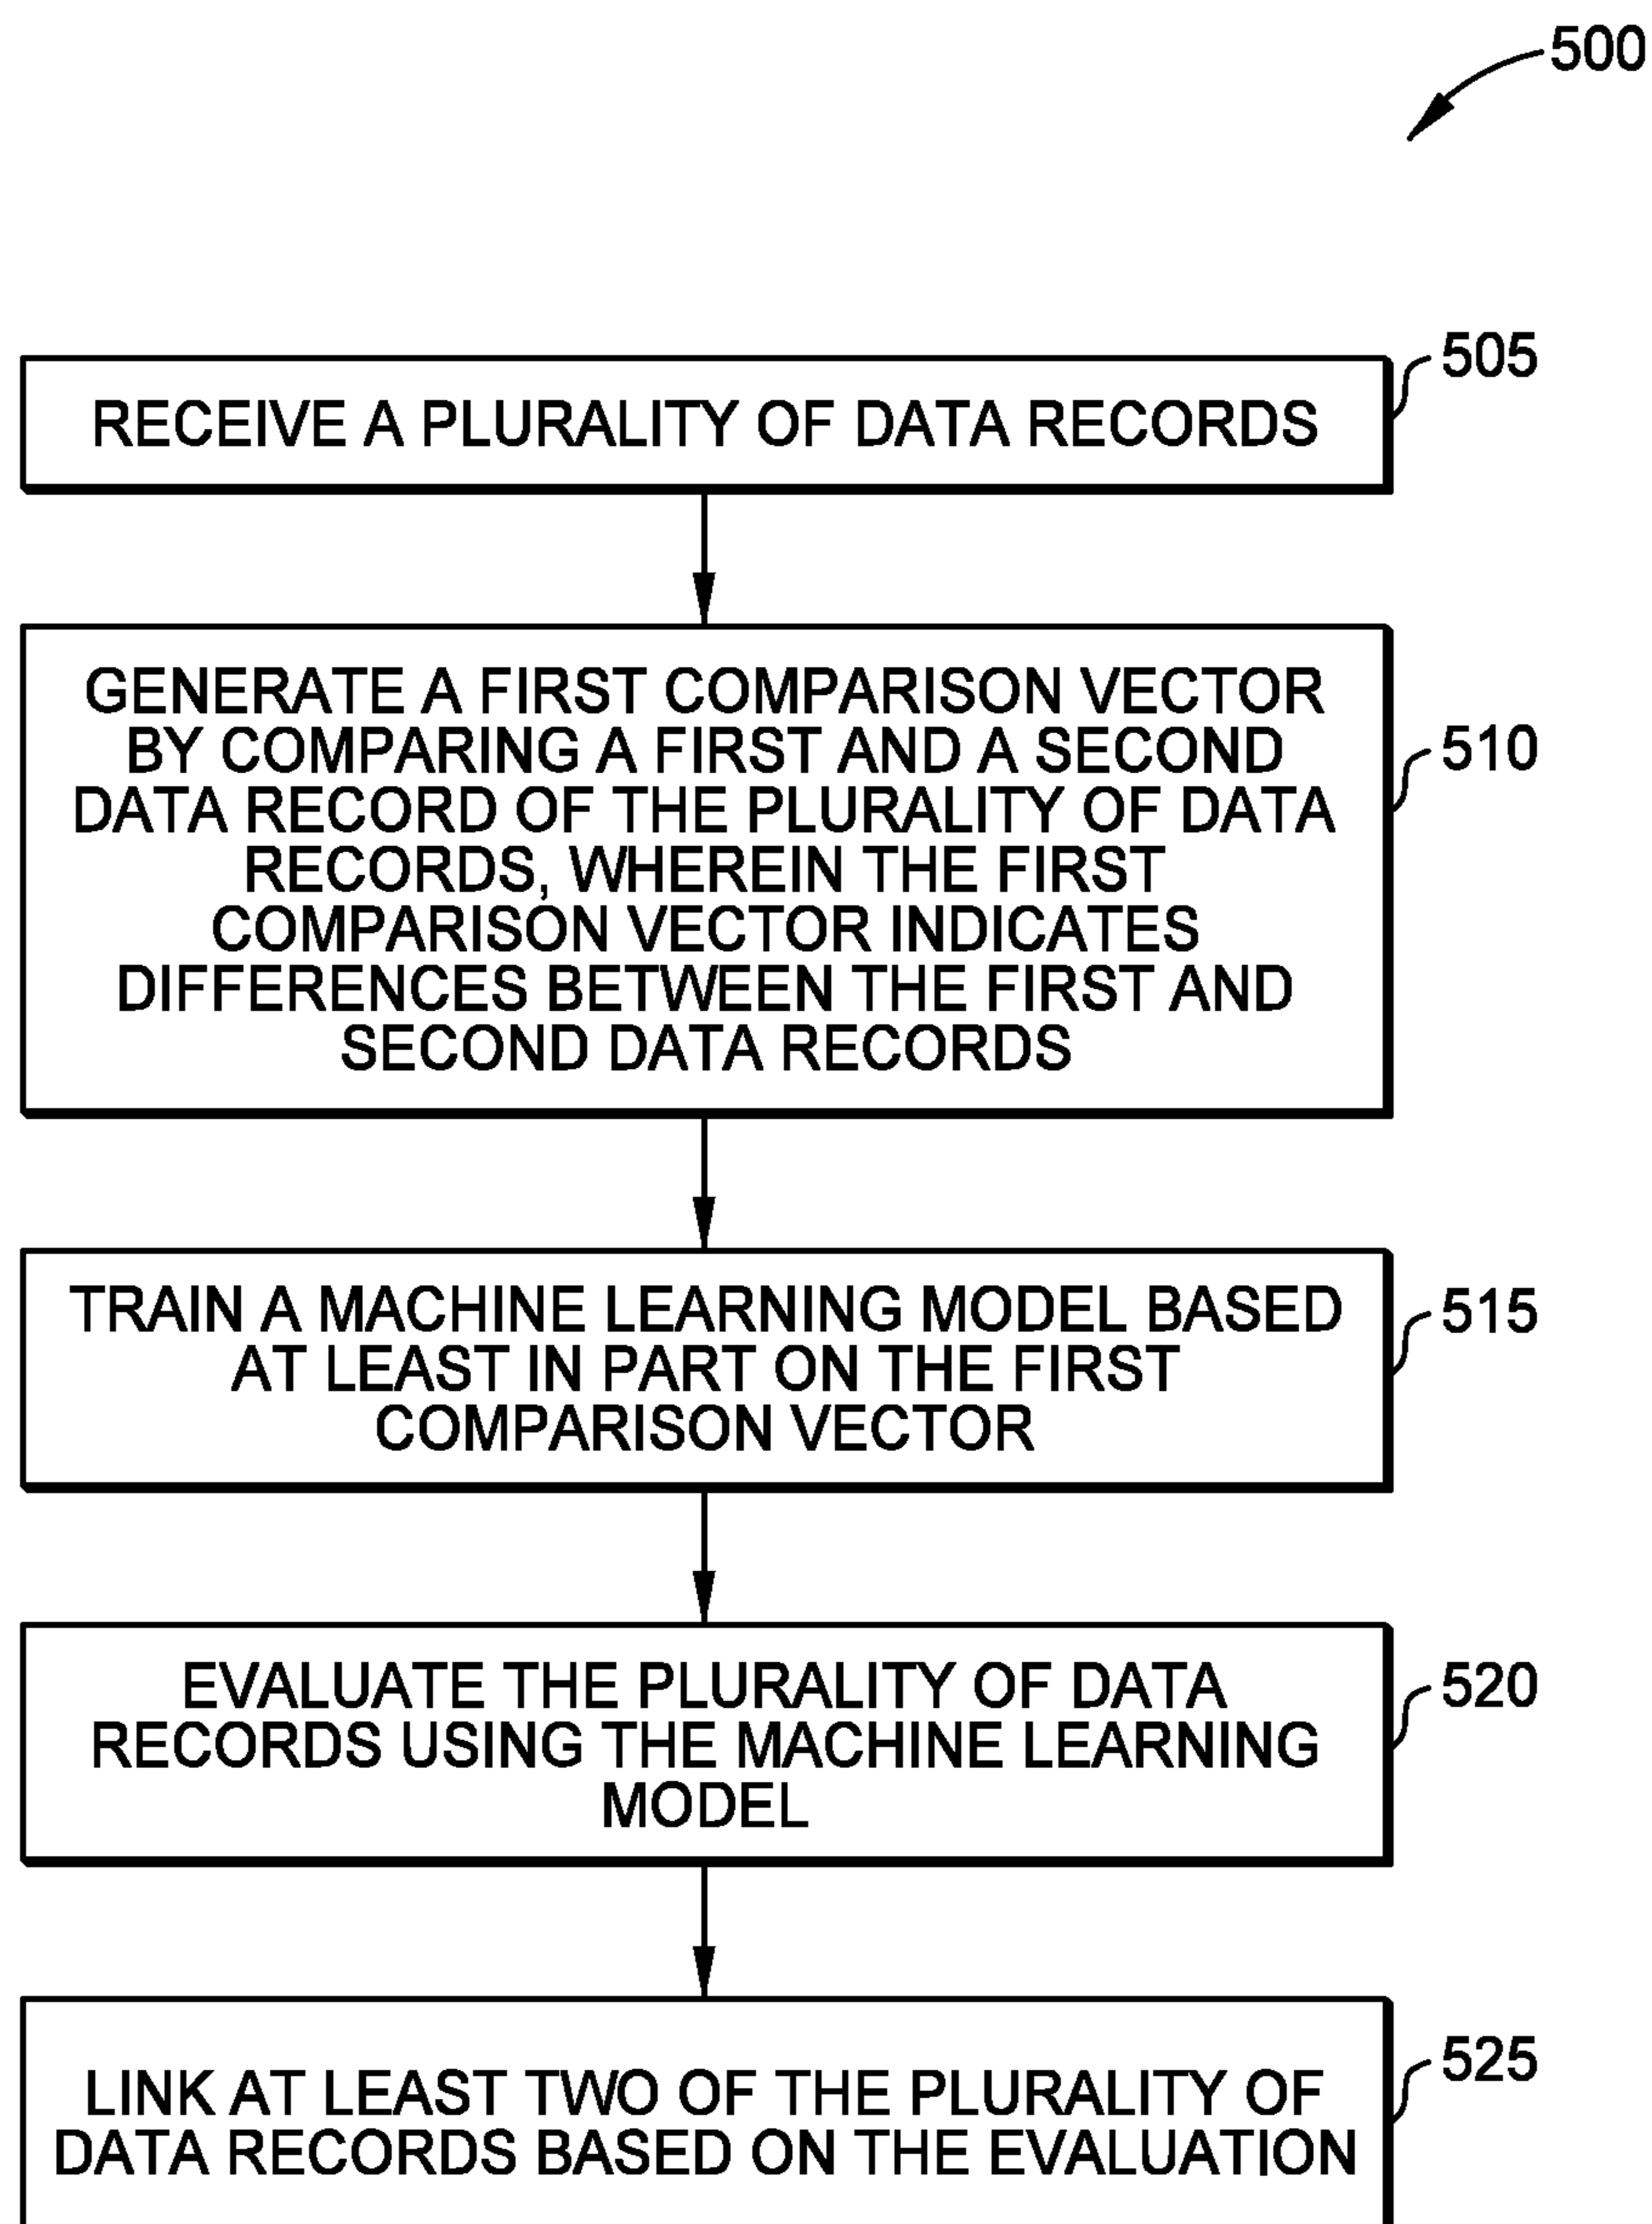 500
505
RECEIVE A PLURALITY OF DATA RECORDS
GENERATE A FIRST COMPARISON VECTOR
BY COMPARING A FIRST AND A SECOND
DATA RECORD OF THE PLURALITY OF DATA
RECORDS, WHEREIN THE FIRST
COMPARISON VECTOR INDICATES
DIFFERENCES BETWEEN THE FIRST AND
SECOND DATA RECORDS
510
TRAIN A MACHINE LEARNING MODEL BASED
AT LEAST IN PART ON THE FIRST
COMPARISON VECTOR
515
EVALUATE THE PLURALITY OF DATA
RECORDS USING THE MACHINE LEARNING
MODEL
520
LINK AT LEAST TWO OF THE PLURALITY OF
DATA RECORDS BASED ON THE EVALUATION
525